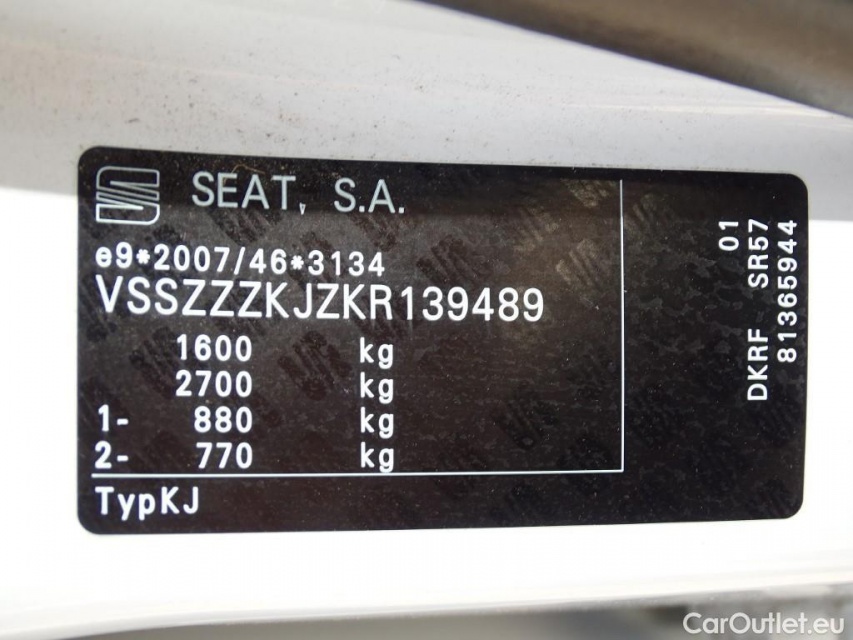 SEAT, S.A.
e9*2007/46*3134
VSSZZZKJZKR139489
1600 kg
2700 kg
1- 880 kg
2- 770 kg
TypKJ
01
DKRF SR57
81365944
CarOutlet.eu